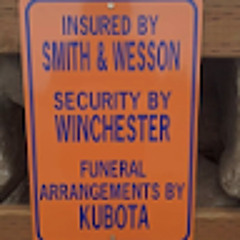 INSURED BY
SMITH & WESSON
SECURITY BY
WINCHESTER
FUNERAL
ARRANGEMENTS BY
KUBOTA